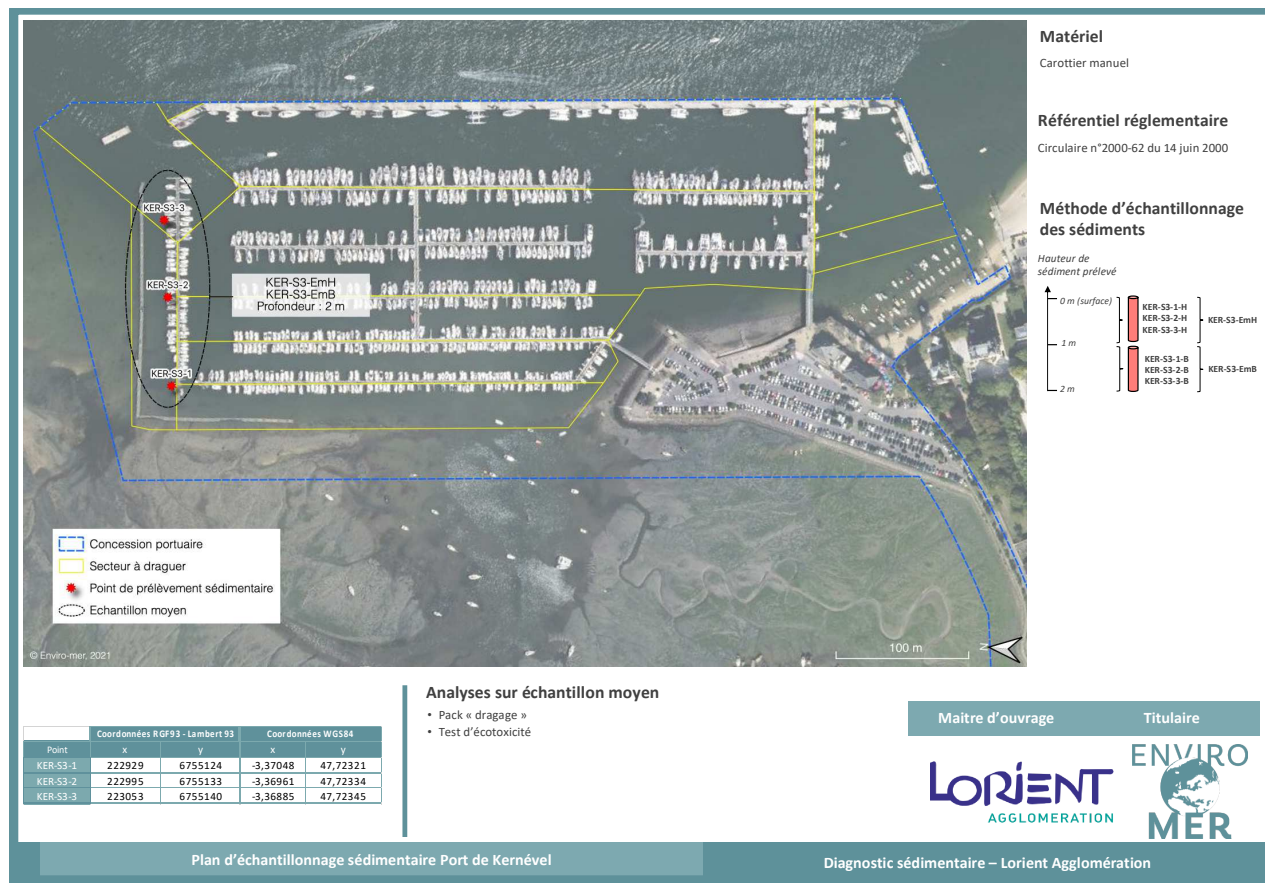 KER-S3-3
KER-S3-2
KER-S3-EmH
KER-S3-EmB
Profondeur : 2 m
KER-S3-1
Concession portuaire
Secteur à draguer
Point de prélèvement sédimentaire
Echantillon moyen
© Enviro-mer, 2021
100 m
N
Matériel
Carottier manuel
Référentiel réglementaire
Circulaire n°2000-62 du 14 juin 2000
Méthode d’échantillonnage
des sédiments
Hauteur de
sédiment prélevé
0 m (surface)
1 m
2 m
KER-S3-1-H
KER-S3-2-H
KER-S3-3-H
KER-S3-EmH
KER-S3-1-B
KER-S3-2-B
KER-S3-3-B
KER-S3-EmB
Coordonnées RGF93 - Lambert 93 Coordonnées WGS84
Point x y x y
KER-S3-1 222929 6755124 -3,37048 47,72321
KER-S3-2 222995 6755133 -3,36961 47,72334
KER-S3-3 223053 6755140 -3,36885 47,72345
Analyses sur échantillon moyen
• Pack « dragage »
• Test d’écotoxicité
Maitre d’ouvrage Titulaire
LORIENT
AGGLOMERATION
ENVIRO
MER
Plan d’échantillonnage sédimentaire Port de Kernével
Diagnostic sédimentaire – Lorient Agglomération